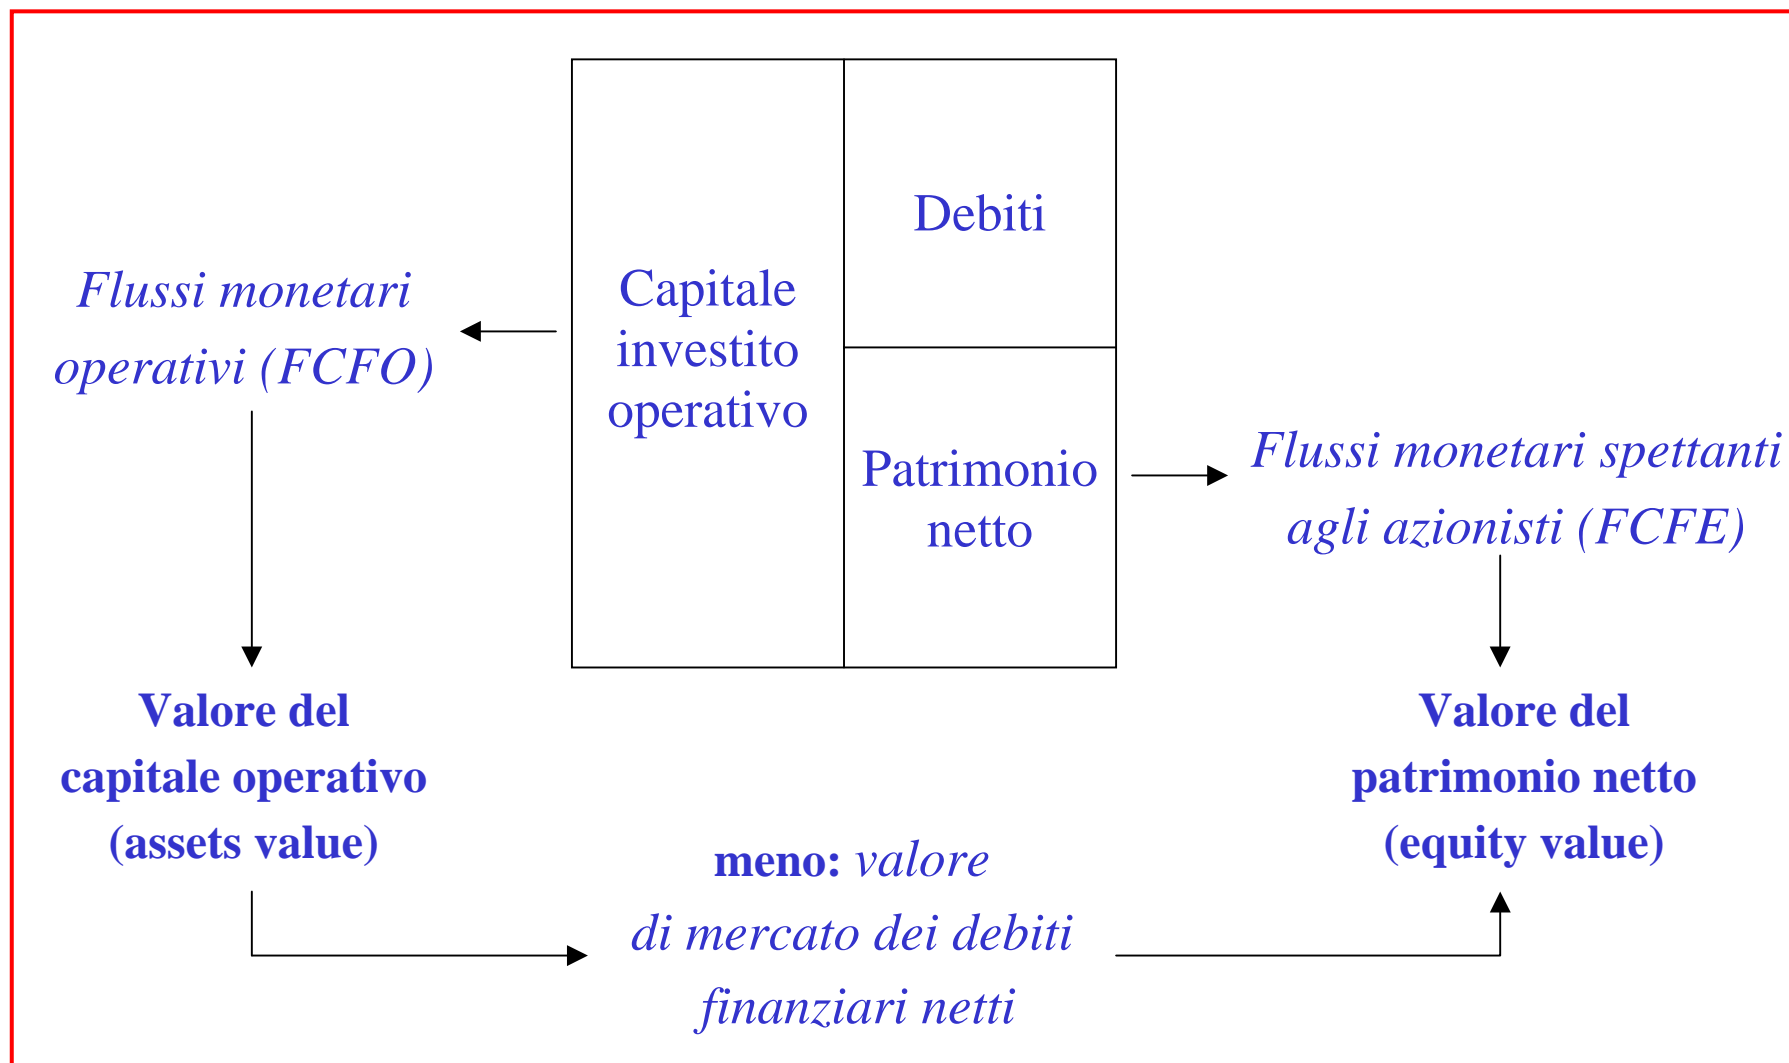 Debiti
Capitale
investito
operativo
Patrimonio
netto
Flussi monetari
operativi (FCFO)
Flussi monetari spettanti
agli azionisti (FCFE)
Valore del
capitale operativo
(assets value)
meno: valore
di mercato dei debiti
finanziari netti
Valore del
patrimonio netto
(equity value)